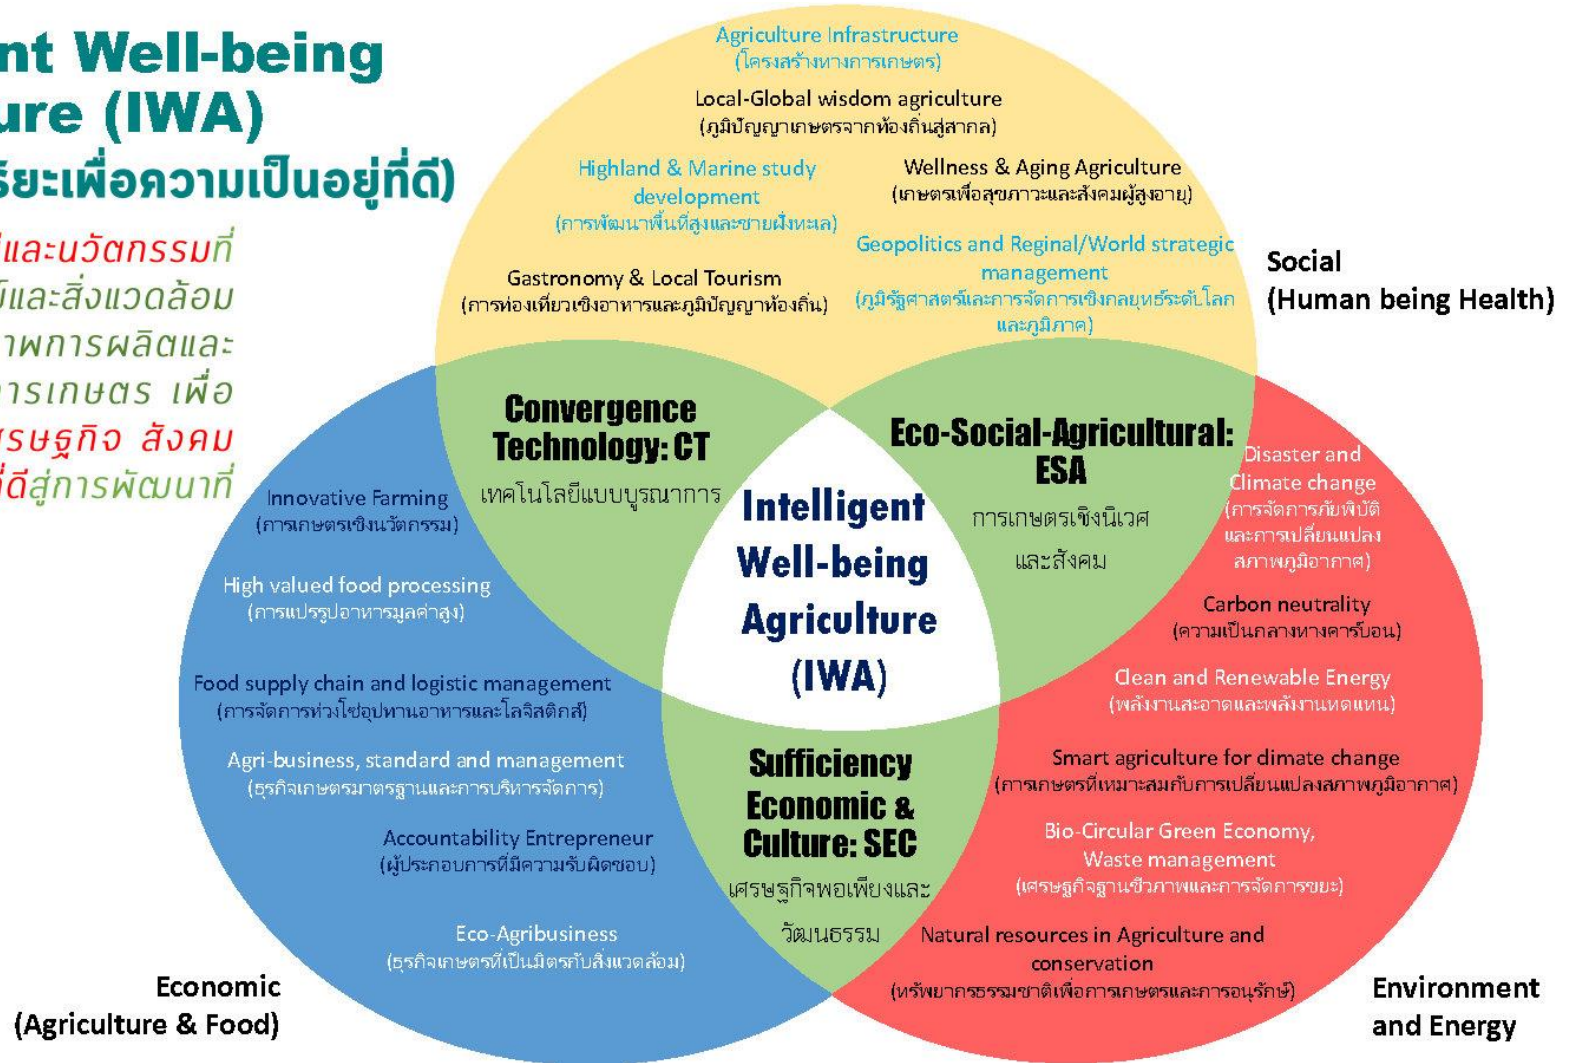 nt Well-being
ure (IWA)
ริยะเพื่อความเป็นอยู่ที่ดี)
และนวัตกรรมที่
และสิ่งแวดล้อม
าพการผลิตและ
การเกษตร เพื่อ
ศรษฐกิจ สังคม
ที่ดีสู่การพัฒนาที่
Agriculture Infrastructure
(โครงสร้างทางการเกษตร)
Local-Global wisdom agriculture
(ภูมิปัญญาเกษตรจากท้องถิ่นสู่สากล)
Highland & Marine study
development
(การพัฒนาพื้นที่สูงและชายฝั่งทะเล)
Wellness & Aging Agriculture
(เกษตรเพื่อสุขภาวะและสังคมผู้สูงอายุ)
Gastronomy & Local Tourism
(การท่องเที่ยวเชิงอาหารและภูมิปัญญาท้องถิ่น)
Geopolitics and Reginal/World strategic
management
(ภูมิรัฐศาสตร์และการจัดการเชิงกลยุทธ์ระดับโลก
และภูมิภาค)
Social
(Human being Health)
Convergence
Technology: CT
เทคโนโลยีแบบบูรณาการ
Eco-Social-Agricultural:
ESA
การเกษตรเชิงนิเวศ
และสังคม
Intelligent
Well-being
Agriculture
(IWA)
Sufficiency
Economic &
Culture: SEC
เศรษฐกิจพอเพียงและ
วัฒนธรรม
Innovative Farming
(การเกษตรเชิงนวัตกรรม)
High valued food processing
(การแปรรูปอาหารมูลค่าสูง)
Food supply chain and logistic management
(การจัดการห่วงโซ่อุปทานอาหารและโลจิสติกส์)
Agri-business, standard and management
(ธุรกิจเกษตรมาตรฐานและการบริหารจัดการ)
Accountability Entrepreneur
(ผู้ประกอบการที่มีความรับผิดชอบ)
Eco-Agribusiness
(ธุรกิจเกษตรที่เป็นมิตรกับสิ่งแวดล้อม)
Economic
(Agriculture & Food)
Disaster and
Climate change
(การจัดการภัยพิบัติ
และการเปลี่ยนแปลง
สภาพภูมิอากาศ)
Carbon neutrality
(ความเป็นกลางทางคาร์บอน)
Clean and Renewable Energy
(พลังงานสะอาดและพลังงานทดแทน)
Smart agriculture for climate change
(การเกษตรที่เหมาะสมกับการเปลี่ยนแปลงสภาพภูมิอากาศ)
Bio-Circular Green Economy,
Waste management
(เศรษฐกิจฐานชีวภาพและการจัดการขยะ)
Natural resources in Agriculture and
conservation
(ทรัพยากรธรรมชาติเพื่อการเกษตรและการอนุรักษ์)
Environment
and Energy